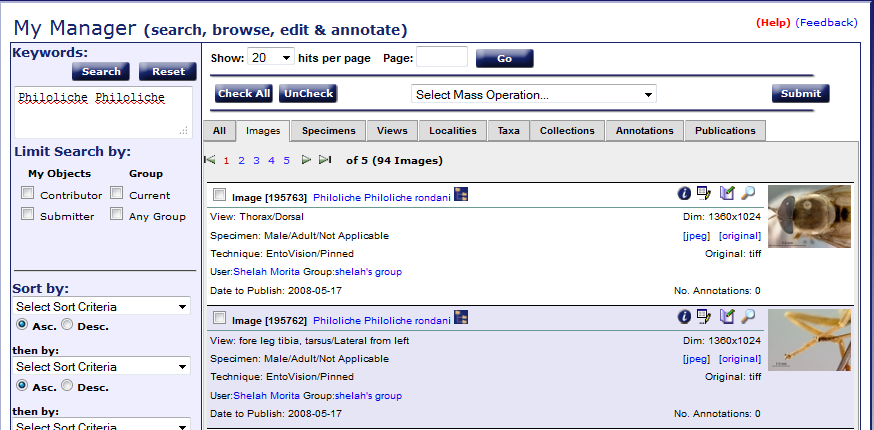 My Manager (search, browse, edit & annotate)
(Help) (Feedback)
Keywords:
Search Reset
Philoliche Philoliche
Limit Search by:
My Objects Group
Contributor Current
Submitter Any Group
Sort by:
Select Sort Criteria
Asc. Desc.
then by:
Select Sort Criteria
Asc. Desc.
then by:
Select Sort Criteria
Show: 20 hits per page Page: Go
Check All UnCheck Select Mass Operation... Submit
All Images Specimens Views Localities Taxa Collections Annotations Publications
1 2 3 4 5 of 5 (94 Images)
Image [195763] Philoliche Philoliche rondani
View: Thorax/Dorsal Dim: 1360x1024
Specimen: Male/Adult/Not Applicable [jpeg] [original]
Technique: EntoVision/Pinned Original: tiff
User:Shelah Morita Group:shelah's group
Date to Publish: 2008-05-17 No. Annotations: 0
Image [195762] Philoliche Philoliche rondani
View: fore leg tibia, tarsus/Lateral from left Dim: 1360x1024
Specimen: Male/Adult/Not Applicable [jpeg] [original]
Technique: EntoVision/Pinned Original: tiff
User:Shelah Morita Group:shelah's group
Date to Publish: 2008-05-17 No. Annotations: 0